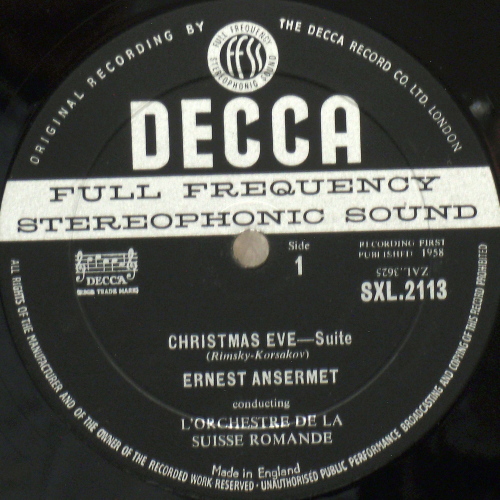 ORIGINAL RECORDING BY
THE DECCA RECORD CO. LTD. LONDON
FULL FREQUENCY
ffss
STEREOPHONIC SOUND
DECCA
FULL FREQUENCY
STEREOPHONIC SOUND
DECCA
REGD. TRADE MARK
Side
1
RECORDING FIRST
PUBLISHED 1958
ZAL.3625
SXL.2113
CHRISTMAS EVE—Suite
(Rimsky-Korsakov)
ERNEST ANSERMET
conducting
L'ORCHESTRE DE LA
SUISSE ROMANDE
Made in England
ALL RIGHTS OF THE MANUFACTURER AND OF THE OWNER OF THE RECORDED WORK RESERVED · UNAUTHORISED PUBLIC PERFORMANCE BROADCASTING AND COPYING OF THIS RECORD PROHIBITED